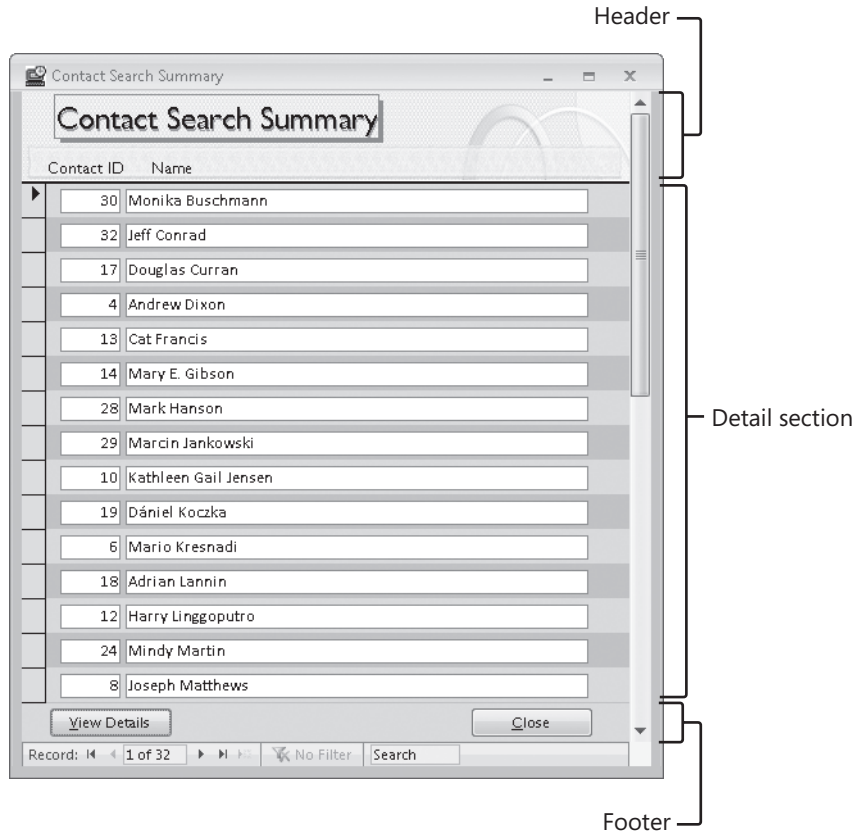 Header
Contact Search Summary
Contact Search Summary
Contact ID Name
30 Monika Buschmann
32 Jeff Conrad
17 Douglas Curran
4 Andrew Dixon
13 Cat Francis
14 Mary E. Gibson
28 Mark Hanson
29 Marcin Jankowski
Detail section
10 Kathleen Gail Jensen
19 Dániel Koczka
6 Mario Kresnadi
18 Adrian Lannin
12 Harry Linggoputro
24 Mindy Martin
8 Joseph Matthews
View Details Close
Record: 1 of 32 No Filter Search
Footer